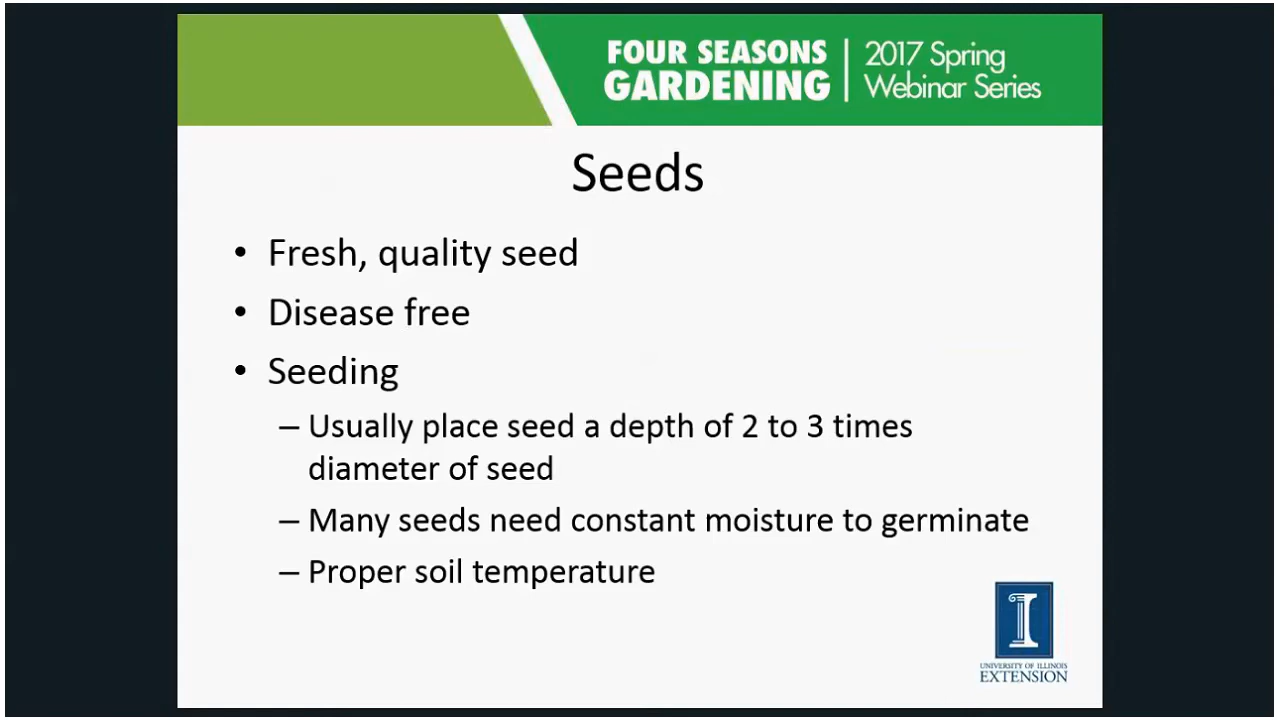 FOUR SEASONS
GARDENING
2017 Spring
Webinar Series
Seeds
• Fresh, quality seed
• Disease free
• Seeding
– Usually place seed a depth of 2 to 3 times
diameter of seed
– Many seeds need constant moisture to germinate
– Proper soil temperature
I
UNIVERSITY OF ILLINOIS
EXTENSION